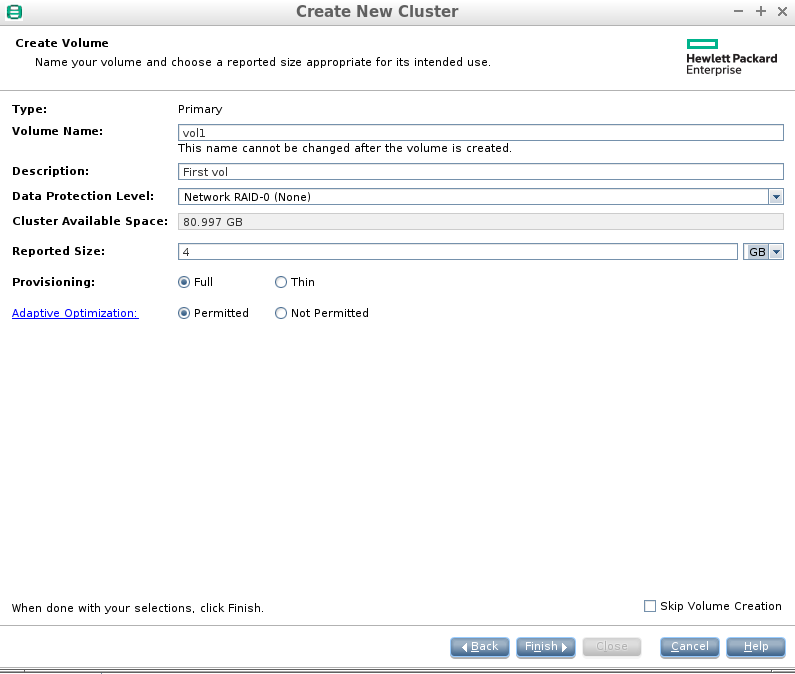 Create New Cluster
Create Volume
Name your volume and choose a reported size appropriate for its intended use.
Hewlett Packard
Enterprise
Type: Primary
Volume Name: vol1
This name cannot be changed after the volume is created.
Description: First vol
Data Protection Level: Network RAID-0 (None)
Cluster Available Space: 80.997 GB
Reported Size: 4 GB
Provisioning: Full Thin
Adaptive Optimization: Permitted Not Permitted
When done with your selections, click Finish. Skip Volume Creation
Back Finish Close Cancel Help